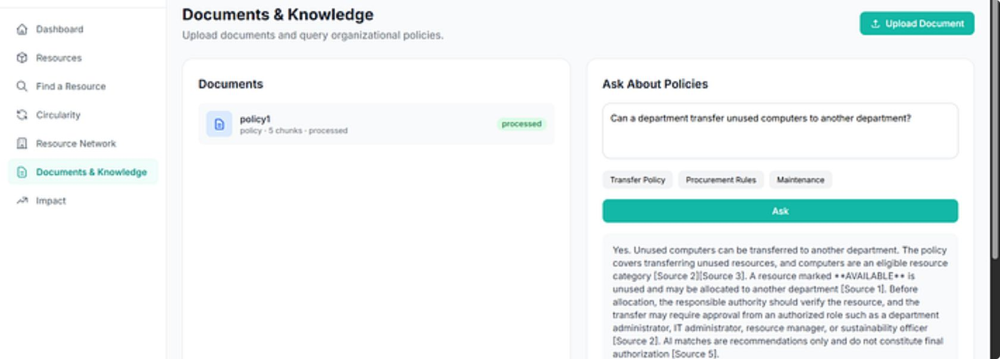 Dashboard
Resources
Find a Resource
Circularity
Resource Network
Documents & Knowledge
Impact
Documents & Knowledge
Upload documents and query organizational policies.
Upload Document
Documents
policy1
policy · 5 chunks · processed
processed
Ask About Policies
Can a department transfer unused computers to another department?
Transfer Policy
Procurement Rules
Maintenance
Ask
Yes. Unused computers can be transferred to another department. The policy
covers transferring unused resources, and computers are an eligible resource
category [Source 2][Source 3]. A resource marked **AVAILABLE** is
unused and may be allocated to another department [Source 1]. Before
allocation, the responsible authority should verify the resource, and the
transfer may require approval from an authorized role such as a department
administrator, IT administrator, resource manager, or sustainability officer
[Source 2]. AI matches are recommendations only and do not constitute final
authorization [Source 5].